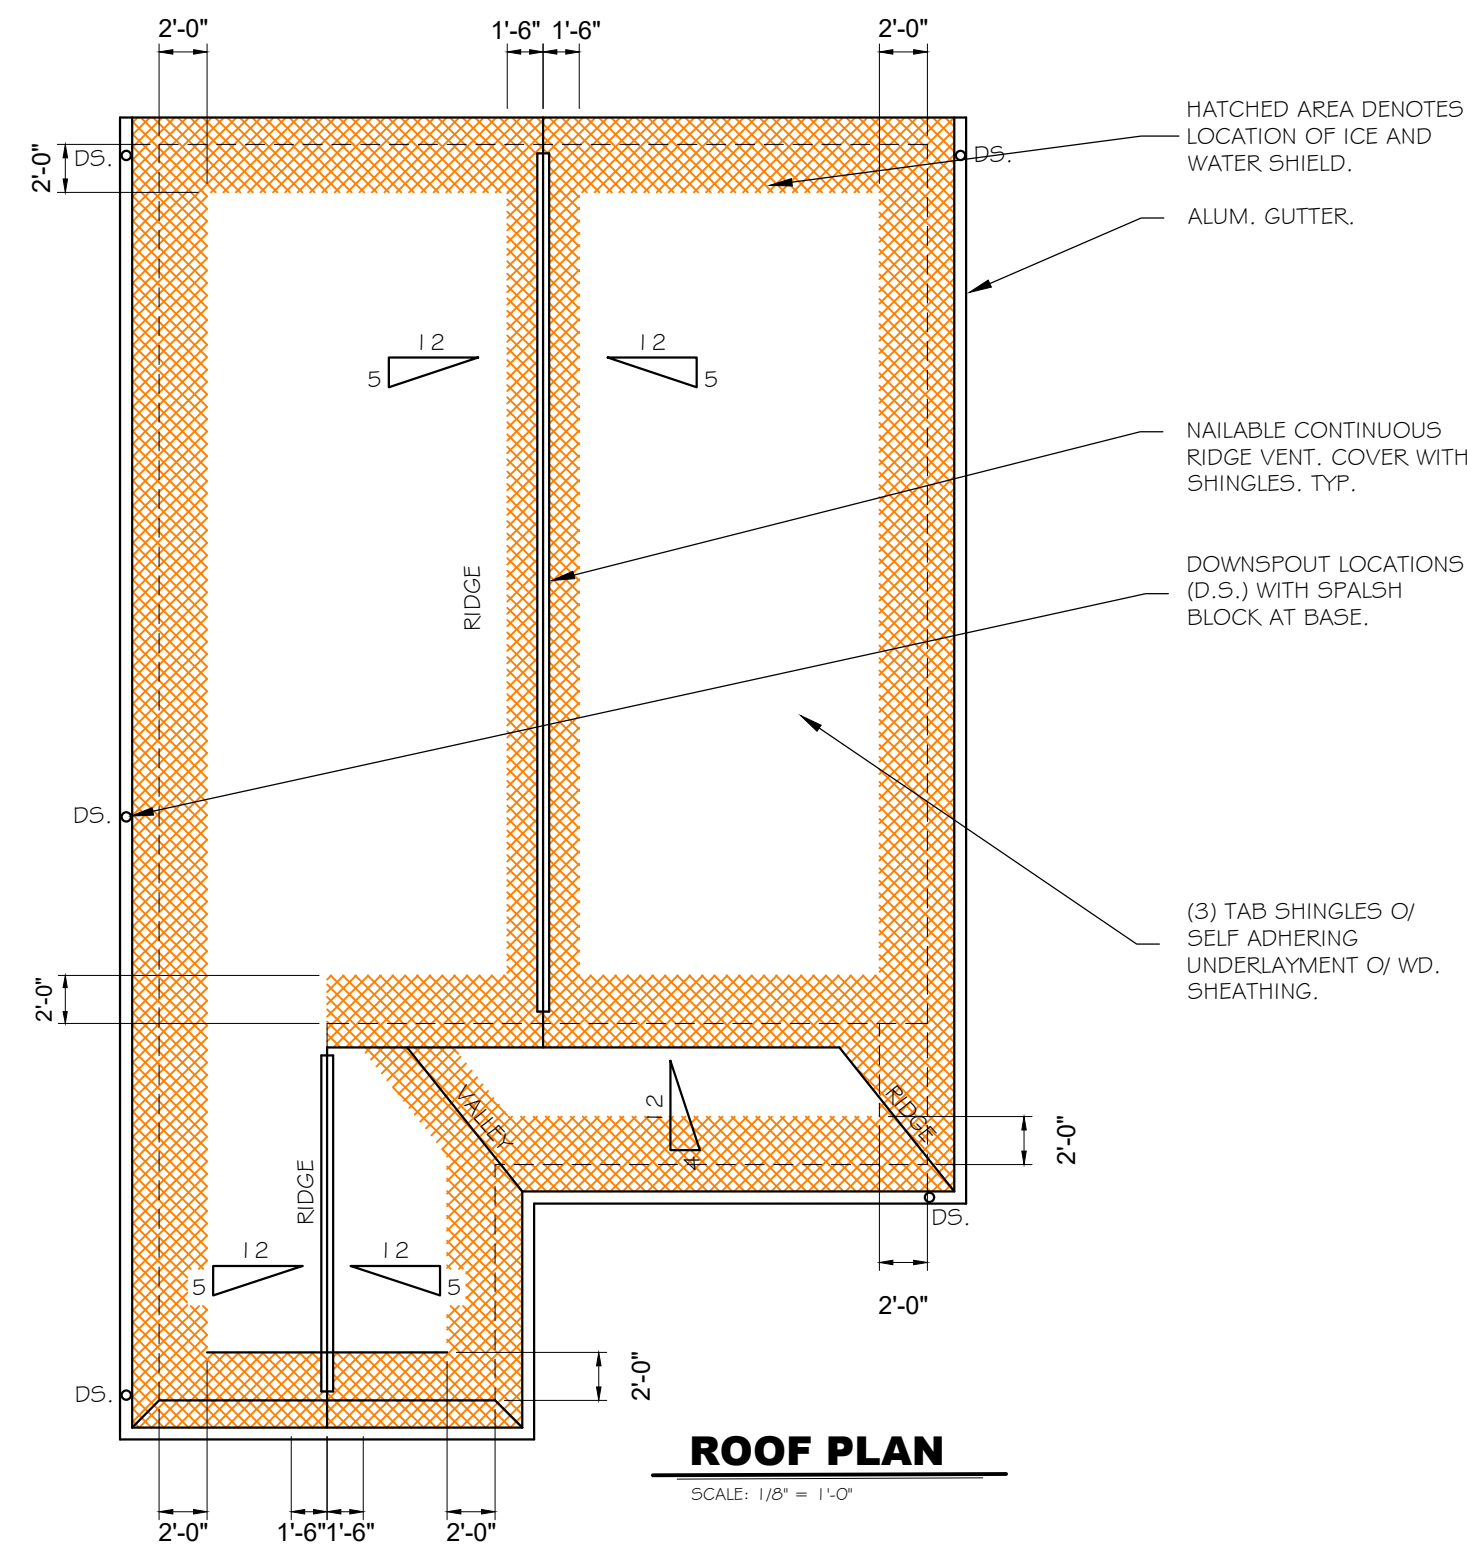 2'-0"
1'-6"
1'-6"
2'-0"
HATCHED AREA DENOTES
LOCATION OF ICE AND
WATER SHIELD.
2'-0"
DS.
DS.
ALUM. GUTTER.
12
5
12
5
NAILABLE CONTINUOUS
RIDGE VENT. COVER WITH
SHINGLES. TYP.
RIDGE
DOWNSPOUT LOCATIONS
(D.S.) WITH SPALSH
BLOCK AT BASE.
DS.
(3) TAB SHINGLES O/
SELF ADHERING
UNDERLAYMENT O/ WD.
SHEATHING.
2'-0"
VALLEY
12
4
RIDGE
2'-0"
RIDGE
DS.
12
5
12
5
2'-0"
2'-0"
DS.
ROOF PLAN
SCALE: 1/8" = 1'-0"
2'-0"
1'-6"
1'-6"
2'-0"